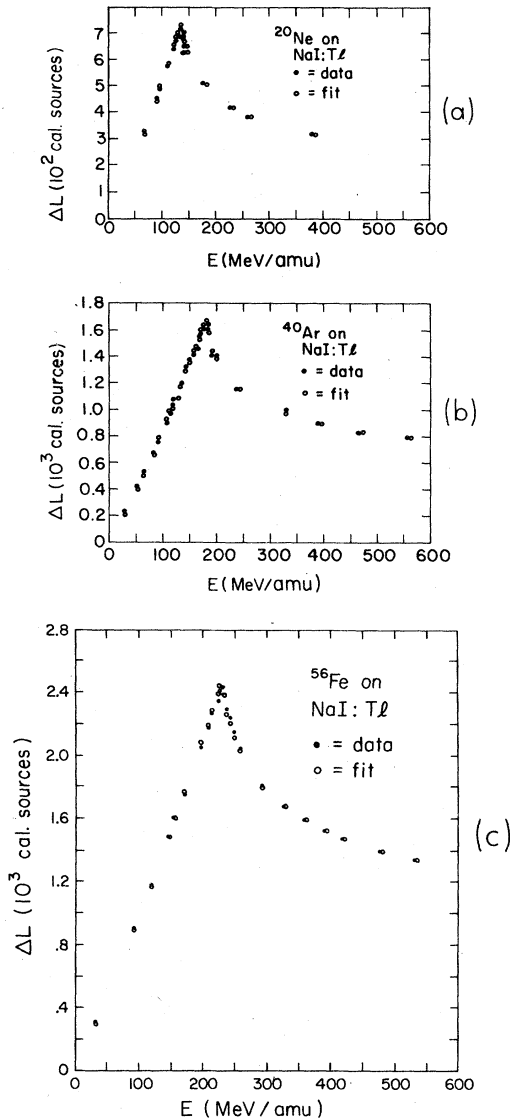 7
6
5
4
3
2
1
0
ΔL (10² cal. sources)
²⁰Ne on
NaI:Tℓ
• = data
○ = fit
(a)
0 100 200 300 400 500 600
E (MeV/amu)
1.8
1.6
1.4
1.2
1.0
0.8
0.6
0.4
0.2
0
ΔL (10³ cal. sources)
⁴⁰Ar on
NaI:Tℓ
• = data
○ = fit
(b)
0 100 200 300 400 500 600
E (MeV/amu)
2.8
2.4
2.0
1.6
1.2
.8
.4
0
ΔL (10³ cal. sources)
⁵⁶Fe on
NaI: Tℓ
• = data
○ = fit
(c)
0 100 200 300 400 500 600
E (MeV/amu)